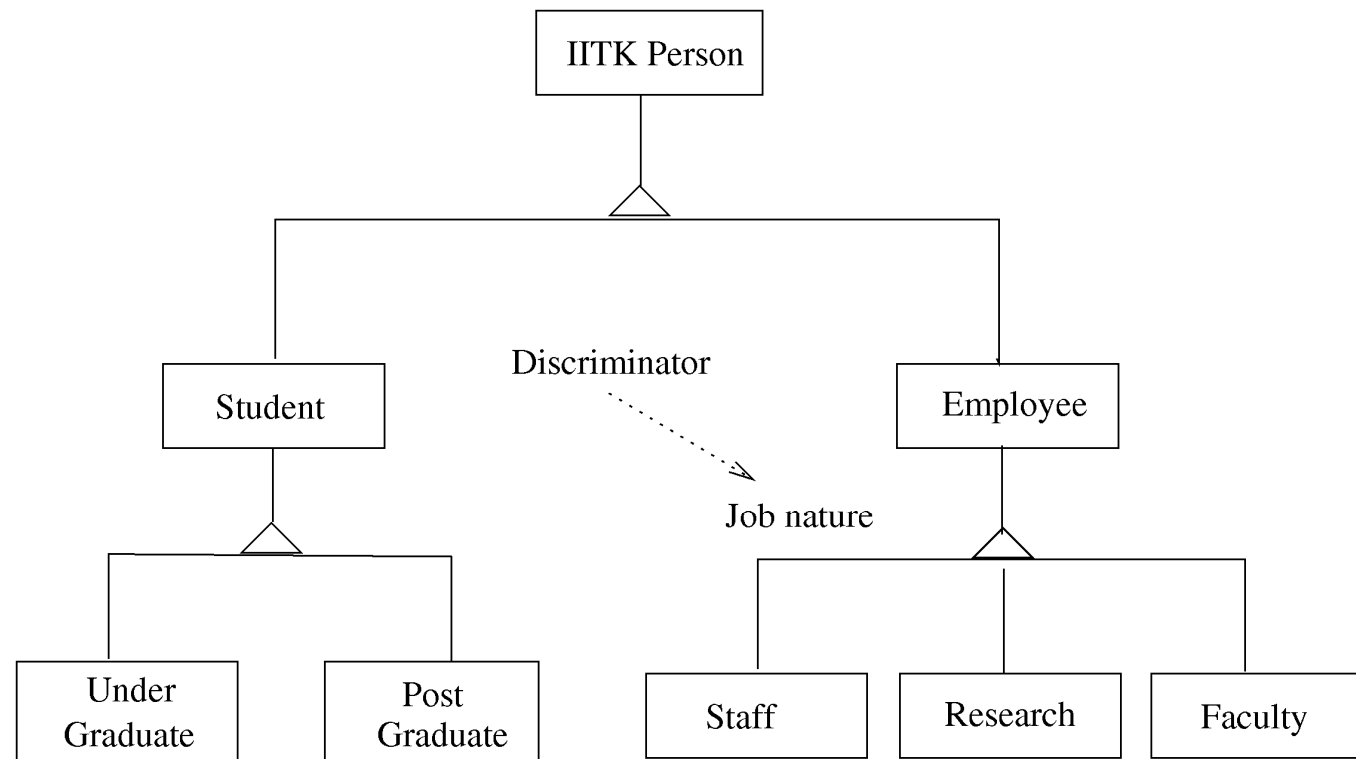 IITK Person
Discriminator
Student
Employee
Job nature
Under
Graduate
Post
Graduate
Staff
Research
Faculty